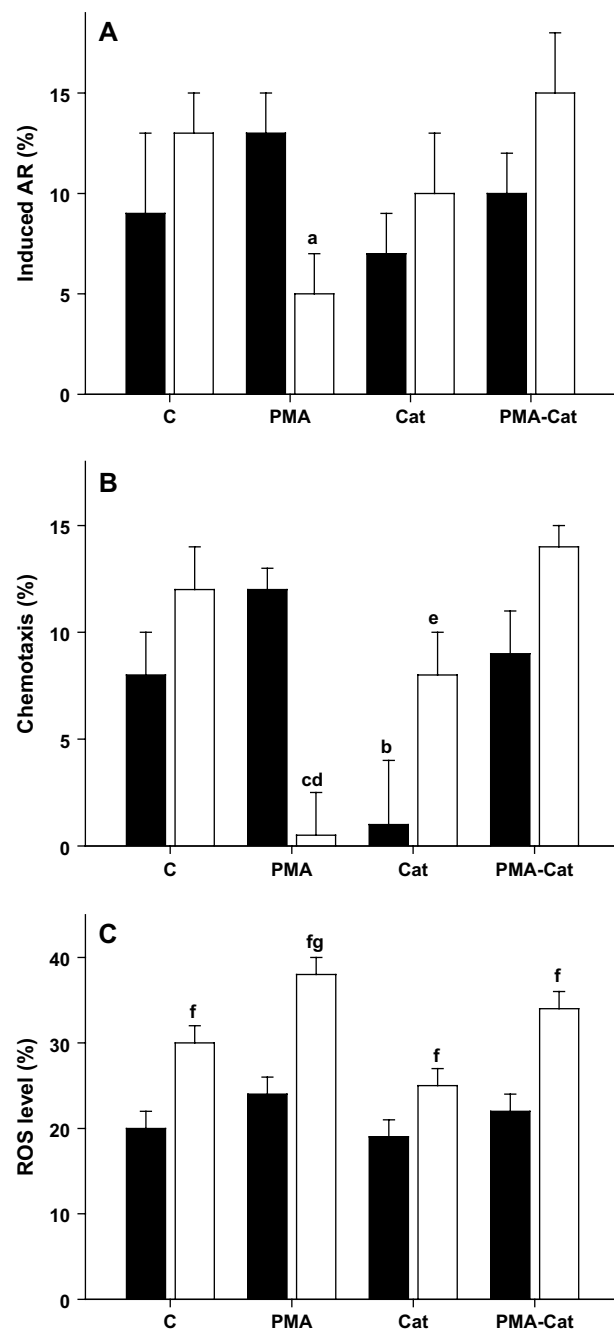 A
Induced AR (%)
15
10
5
0
a
C PMA Cat PMA-Cat
B
Chemotaxis (%)
15
10
5
0
cd b e
C PMA Cat PMA-Cat
C
ROS level (%)
40
30
20
10
0
f fg f f
C PMA Cat PMA-Cat